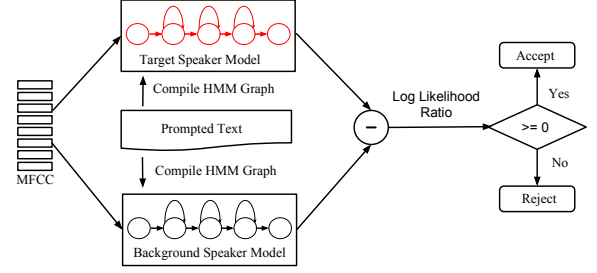 Target Speaker Model
Compile HMM Graph
Prompted Text
Compile HMM Graph
Background Speaker Model
MFCC
−
Log Likelihood
Ratio
>= 0
Accept
Yes
No
Reject